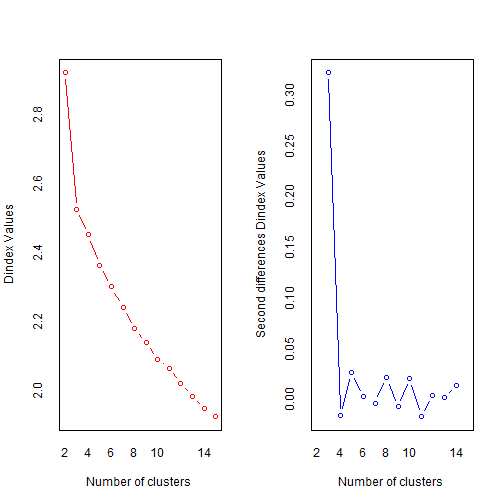 Dindex Values
2.0 2.2 2.4 2.6 2.8
2 4 6 8 10 14
Number of clusters
Second differences Dindex Values
0.00 0.05 0.10 0.15 0.20 0.25 0.30
2 4 6 8 10 14
Number of clusters